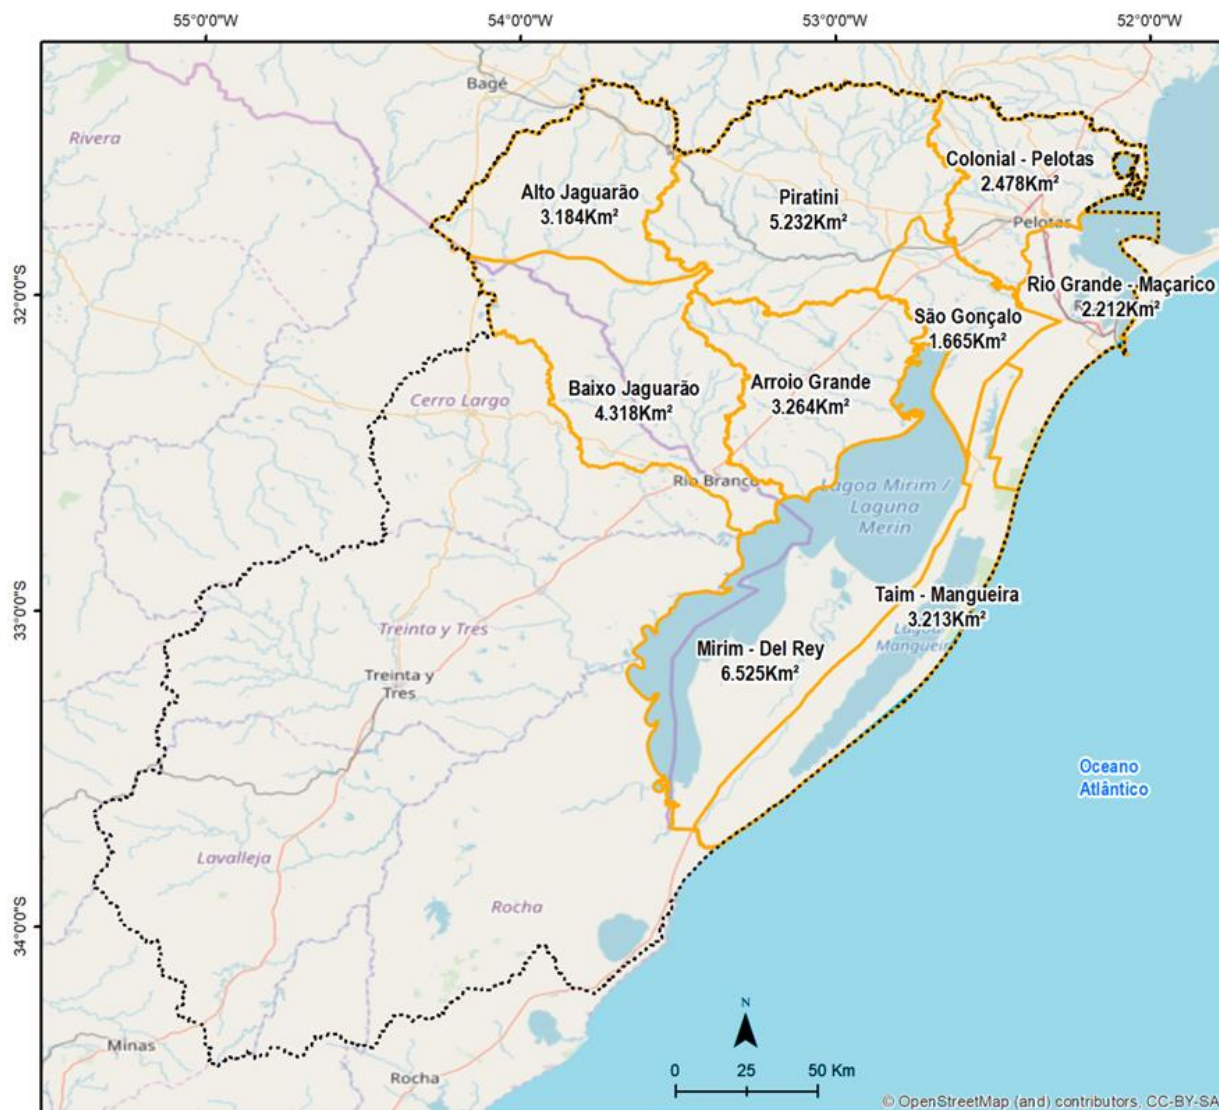 55°0'0"W
54°0'0"W
53°0'0"W
52°0'0"W
Bagé
Rivera
Colonial - Pelotas
2.478Km²
Alto Jaguarão
3.184Km²
Piratini
5.232Km²
Pelotas
32°0'0"S
Rio Grande - Maçarico
2.212Km²
São Gonçalo
1.665Km²
Baixo Jaguarão
4.318Km²
Arroio Grande
3.264Km²
Cerro Largo
Rio Branco
Lagoa Mirim /
Laguna
Merin
33°0'0"S
Taim - Mangueira
3.213Km²
Lagoa
Mangueira
Treinta y Tres
Mirim - Del Rey
6.525Km²
Treinta y
Tres
Oceano
Atlântico
Lavalleja
Rocha
34°0'0"S
N
Minas
0 25 50 Km
Rocha
© OpenStreetMap (and) contributors, CC-BY-SA